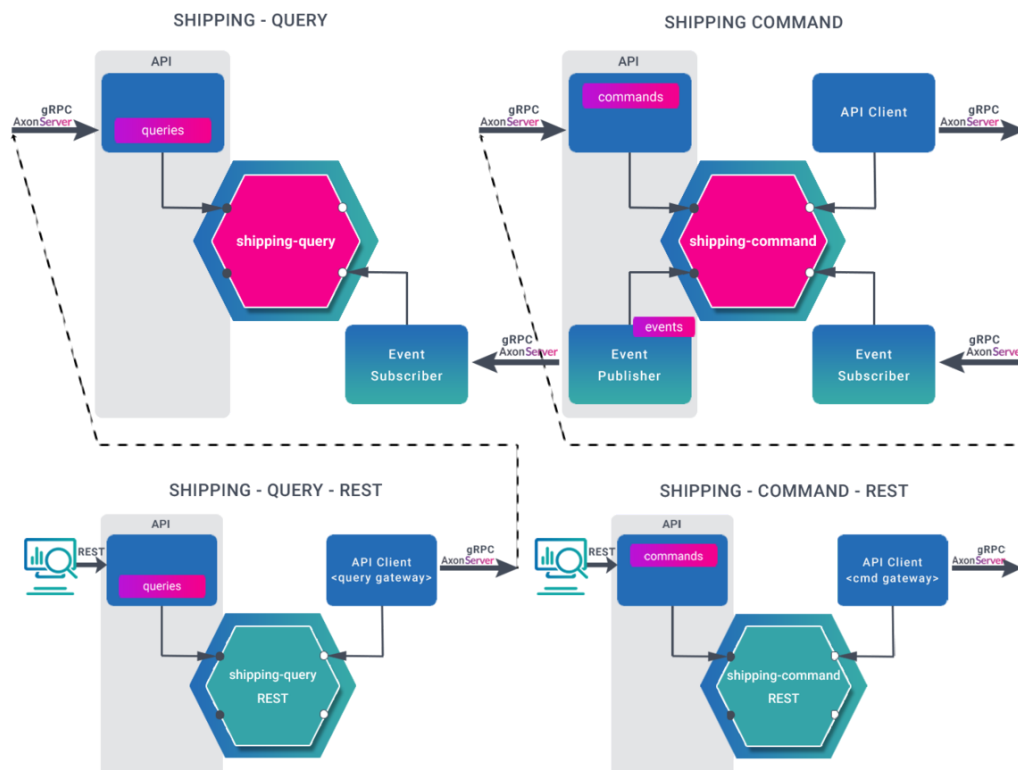 SHIPPING - QUERY
API
gRPC
AxonServer
queries
shipping-query
Event
Subscriber
gRPC
AxonServer
SHIPPING COMMAND
API
gRPC
AxonServer
commands
API Client
gRPC
AxonServer
shipping-command
events
Event
Publisher
Event
Subscriber
gRPC
AxonServer
SHIPPING - QUERY - REST
API
REST
queries
API Client
<query gateway>
gRPC
AxonServer
shipping-query
REST
SHIPPING - COMMAND - REST
API
REST
commands
API Client
<cmd gateway>
gRPC
AxonServer
shipping-command
REST